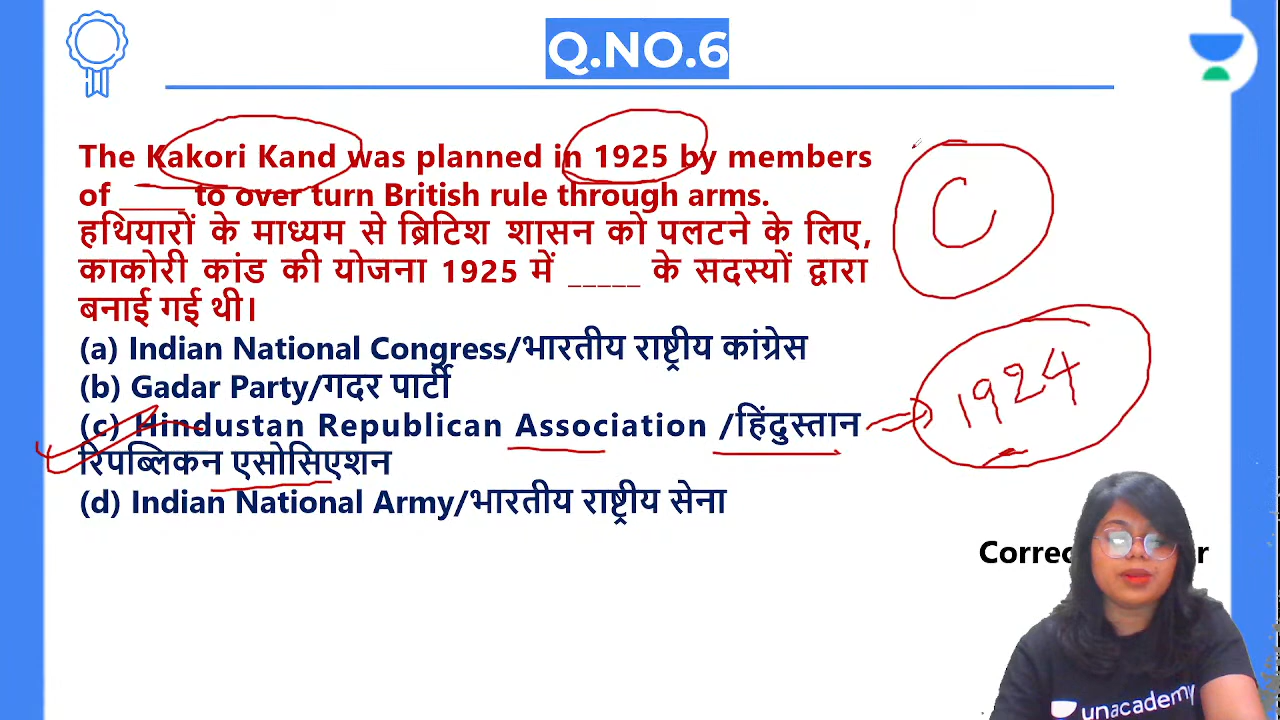 Q.NO.6
The Kakori Kand was planned in 1925 by members
of _____ to over turn British rule through arms.
हथियारों के माध्यम से ब्रिटिश शासन को पलटने के लिए,
काकोरी कांड की योजना 1925 में _____ के सदस्यों द्वारा
बनाई गई थी।
(a) Indian National Congress/भारतीय राष्ट्रीय कांग्रेस
(b) Gadar Party/गदर पार्टी
(c) Hindustan Republican Association /हिंदुस्तान
रिपब्लिकन एसोसिएशन
(d) Indian National Army/भारतीय राष्ट्रीय सेना
C
1924
unacademy